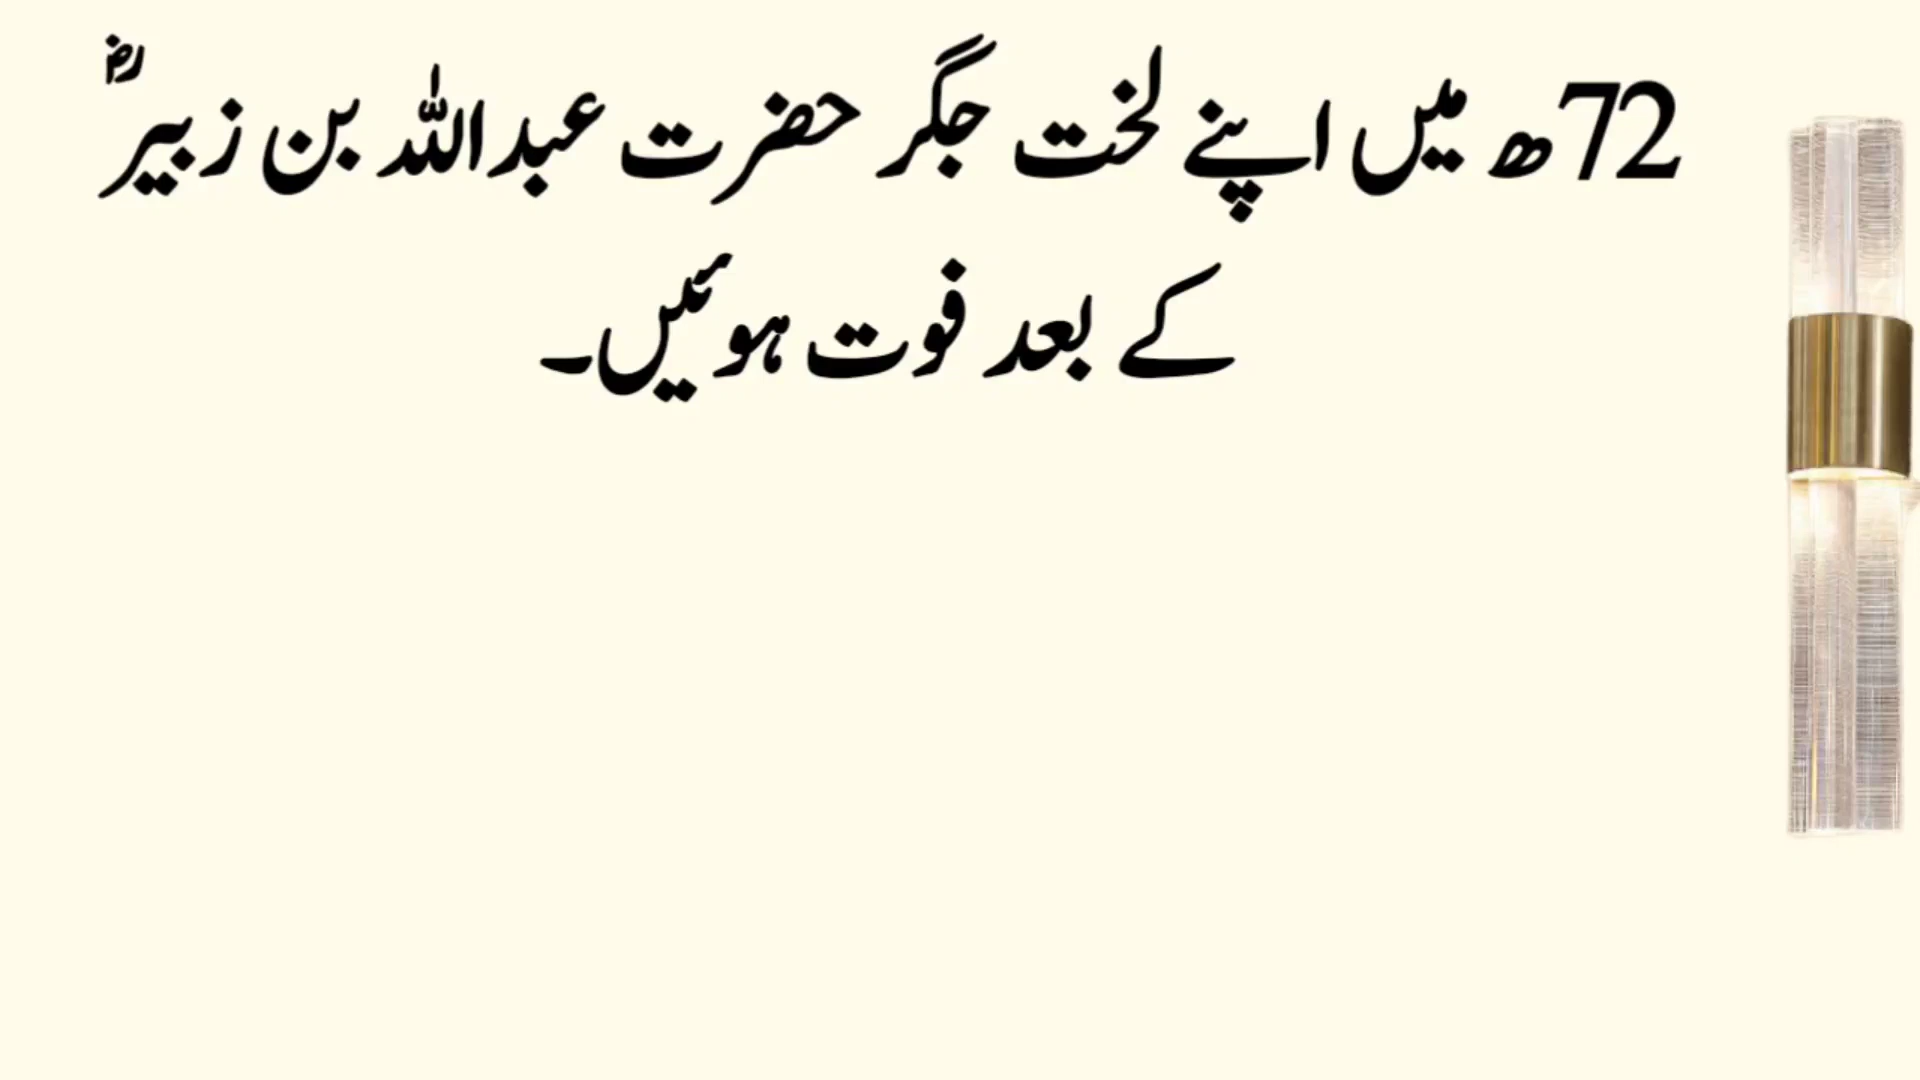 72ھ میں اپنے لخت جگر حضرت عبداللہ بن زبیرؓ
کے بعد فوت ہوئیں۔